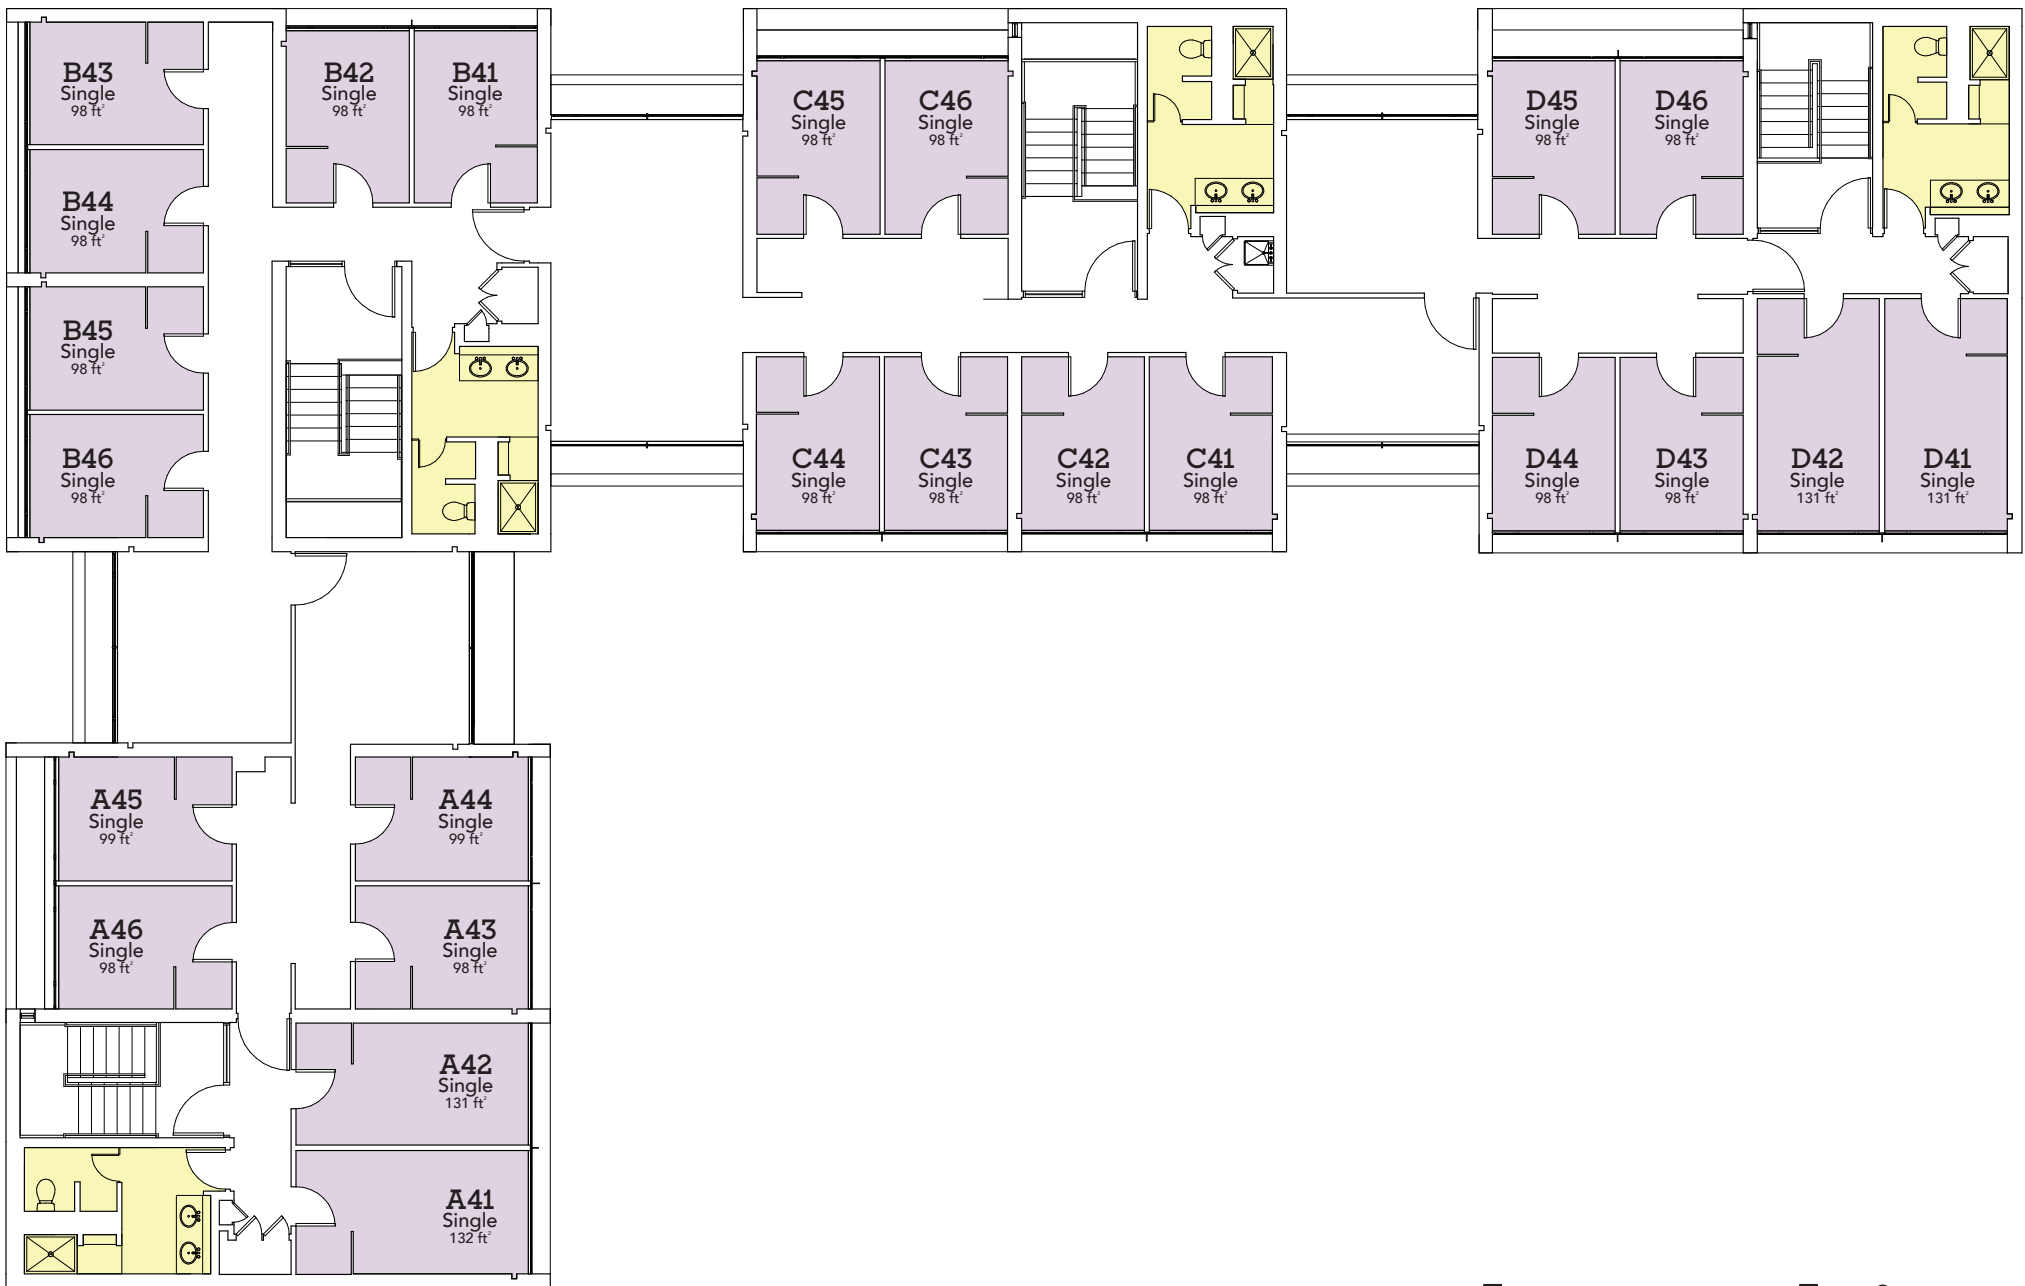 B43
Single
98 ft²
B42
Single
98 ft²
B41
Single
98 ft²
C45
Single
98 ft²
C46
Single
98 ft²
D45
Single
98 ft²
D46
Single
98 ft²
B44
Single
98 ft²
B45
Single
98 ft²
B46
Single
98 ft²
C44
Single
98 ft²
C43
Single
98 ft²
C42
Single
98 ft²
C41
Single
98 ft²
D44
Single
98 ft²
D43
Single
98 ft²
D42
Single
131 ft²
D41
Single
131 ft²
A45
Single
99 ft²
A44
Single
99 ft²
A46
Single
98 ft²
A43
Single
98 ft²
A42
Single
131 ft²
A41
Single
132 ft²